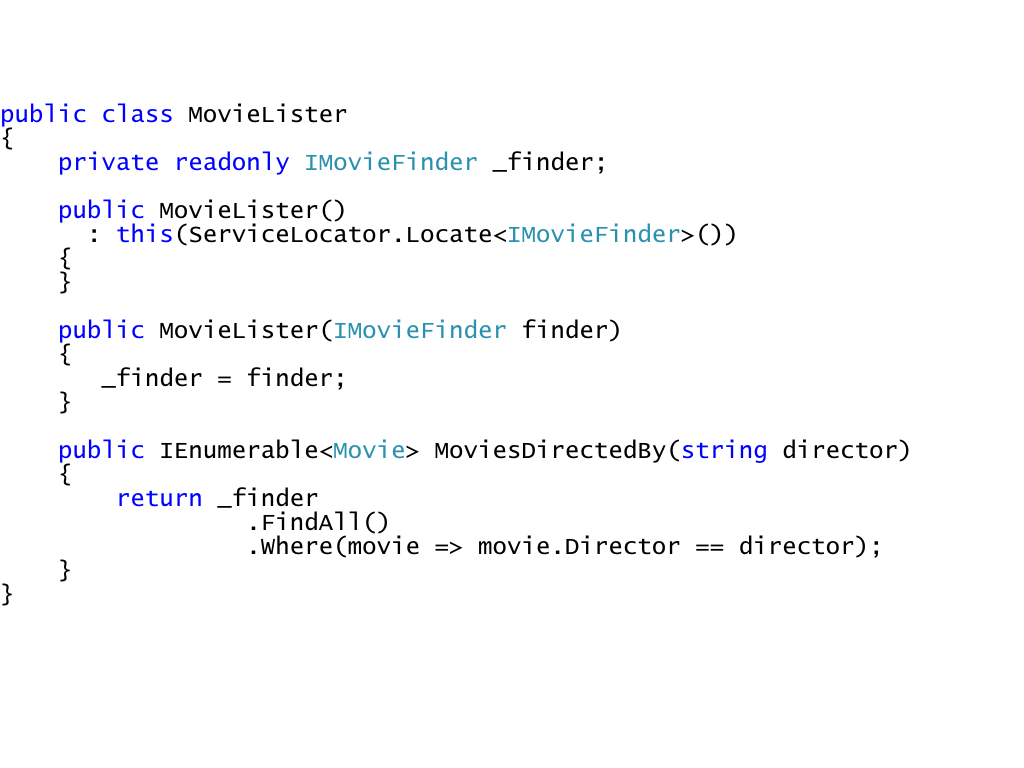 public class MovieLister
{
    private readonly IMovieFinder _finder;

    public MovieLister()
      : this(ServiceLocator.Locate<IMovieFinder>())
    {
    }

    public MovieLister(IMovieFinder finder)
    {
       _finder = finder;
    }

    public IEnumerable<Movie> MoviesDirectedBy(string director)
    {
        return _finder
                 .FindAll()
                 .Where(movie => movie.Director == director);
    }
}